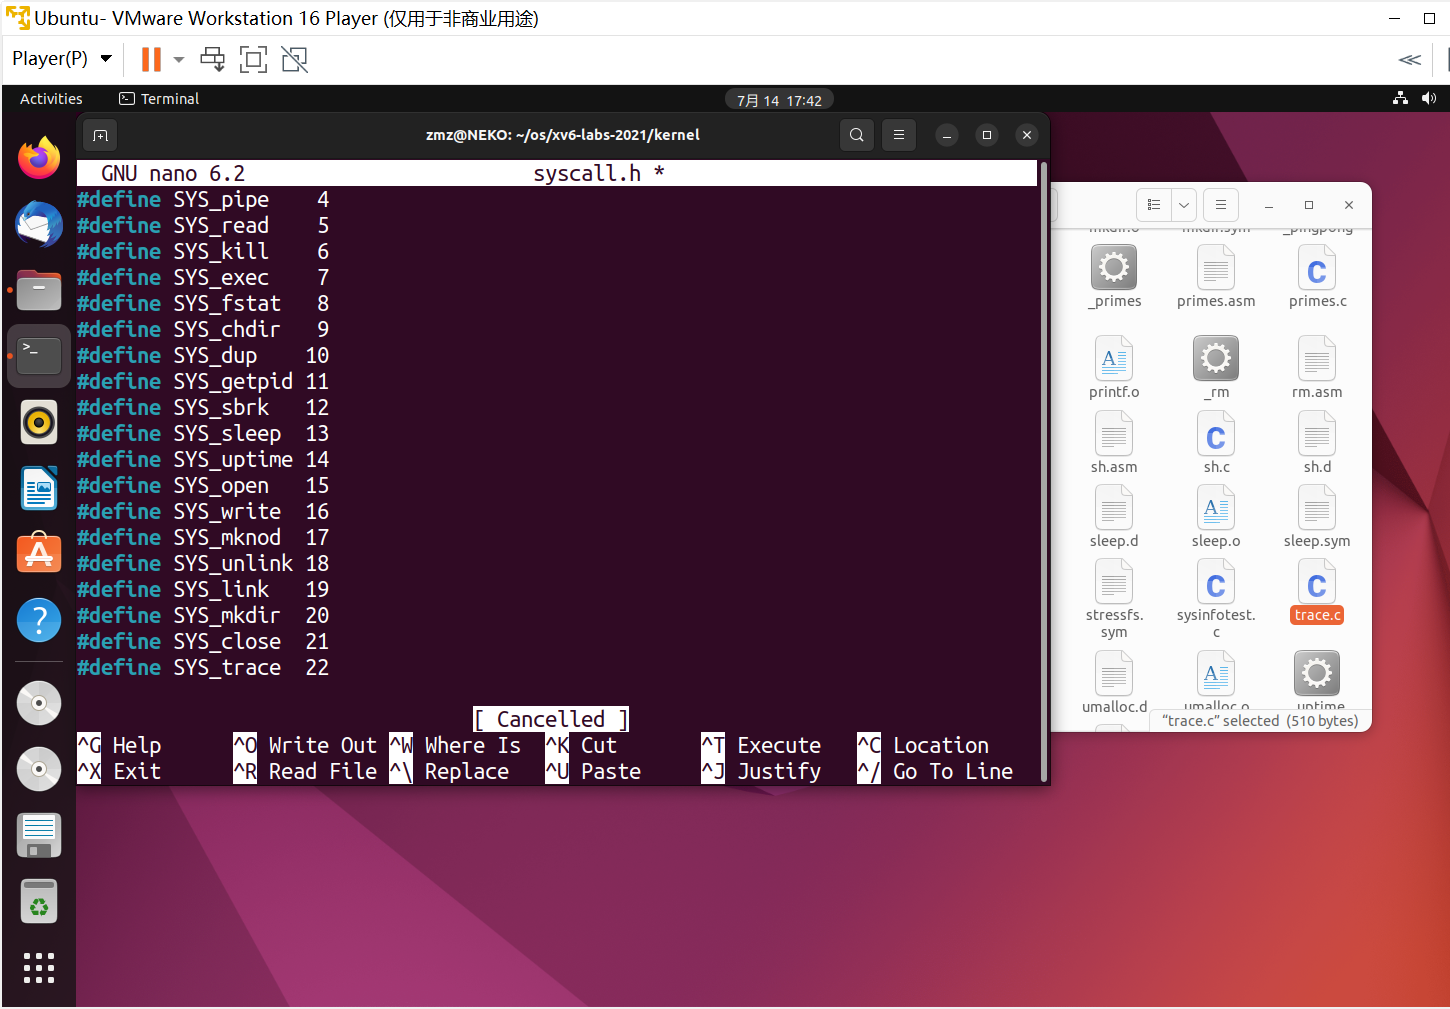 Ubuntu- VMware Workstation 16 Player (仅用于非商业用途)
Player(P)
Activities
Terminal
7月 14 17:42
zmz@NEKO: ~/os/xv6-labs-2021/kernel
GNU nano 6.2 syscall.h *
#define SYS_pipe 4
#define SYS_read 5
#define SYS_kill 6
#define SYS_exec 7
#define SYS_fstat 8
#define SYS_chdir 9
#define SYS_dup 10
#define SYS_getpid 11
#define SYS_sbrk 12
#define SYS_sleep 13
#define SYS_uptime 14
#define SYS_open 15
#define SYS_write 16
#define SYS_mknod 17
#define SYS_unlink 18
#define SYS_link 19
#define SYS_mkdir 20
#define SYS_close 21
#define SYS_trace 22
[ Cancelled ]
^G Help ^O Write Out ^W Where Is ^K Cut ^T Execute ^C Location
^X Exit ^R Read File ^\ Replace ^U Paste ^J Justify ^/ Go To Line
mkdir.o mkdir.sym _pingpong
_primes primes.asm primes.c
printf.o _rm rm.asm
sh.asm sh.c sh.d
sleep.d sleep.o sleep.sym
stressfs.
sym
sysinfotest.
c
trace.c
umalloc.d umalloc.o uptime
"trace.c" selected (510 bytes)